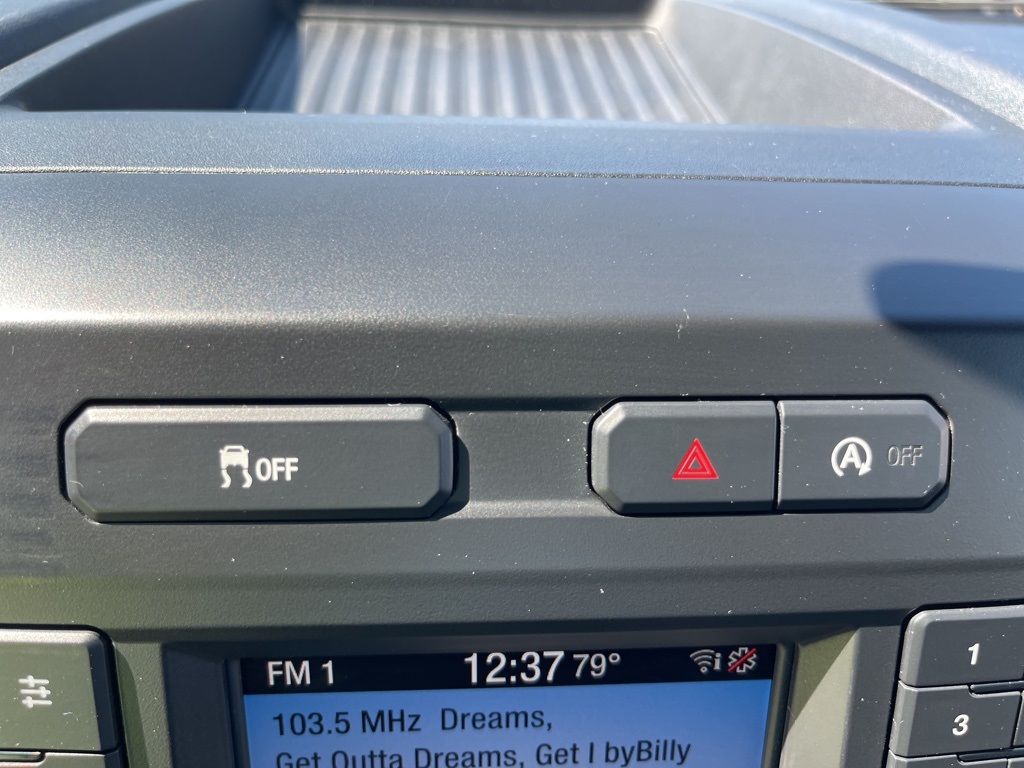 OFF
A OFF
FM 1 12:37 79°
1
103.5 MHz Dreams,
3
Get Outta Dreams, Get I byBilly